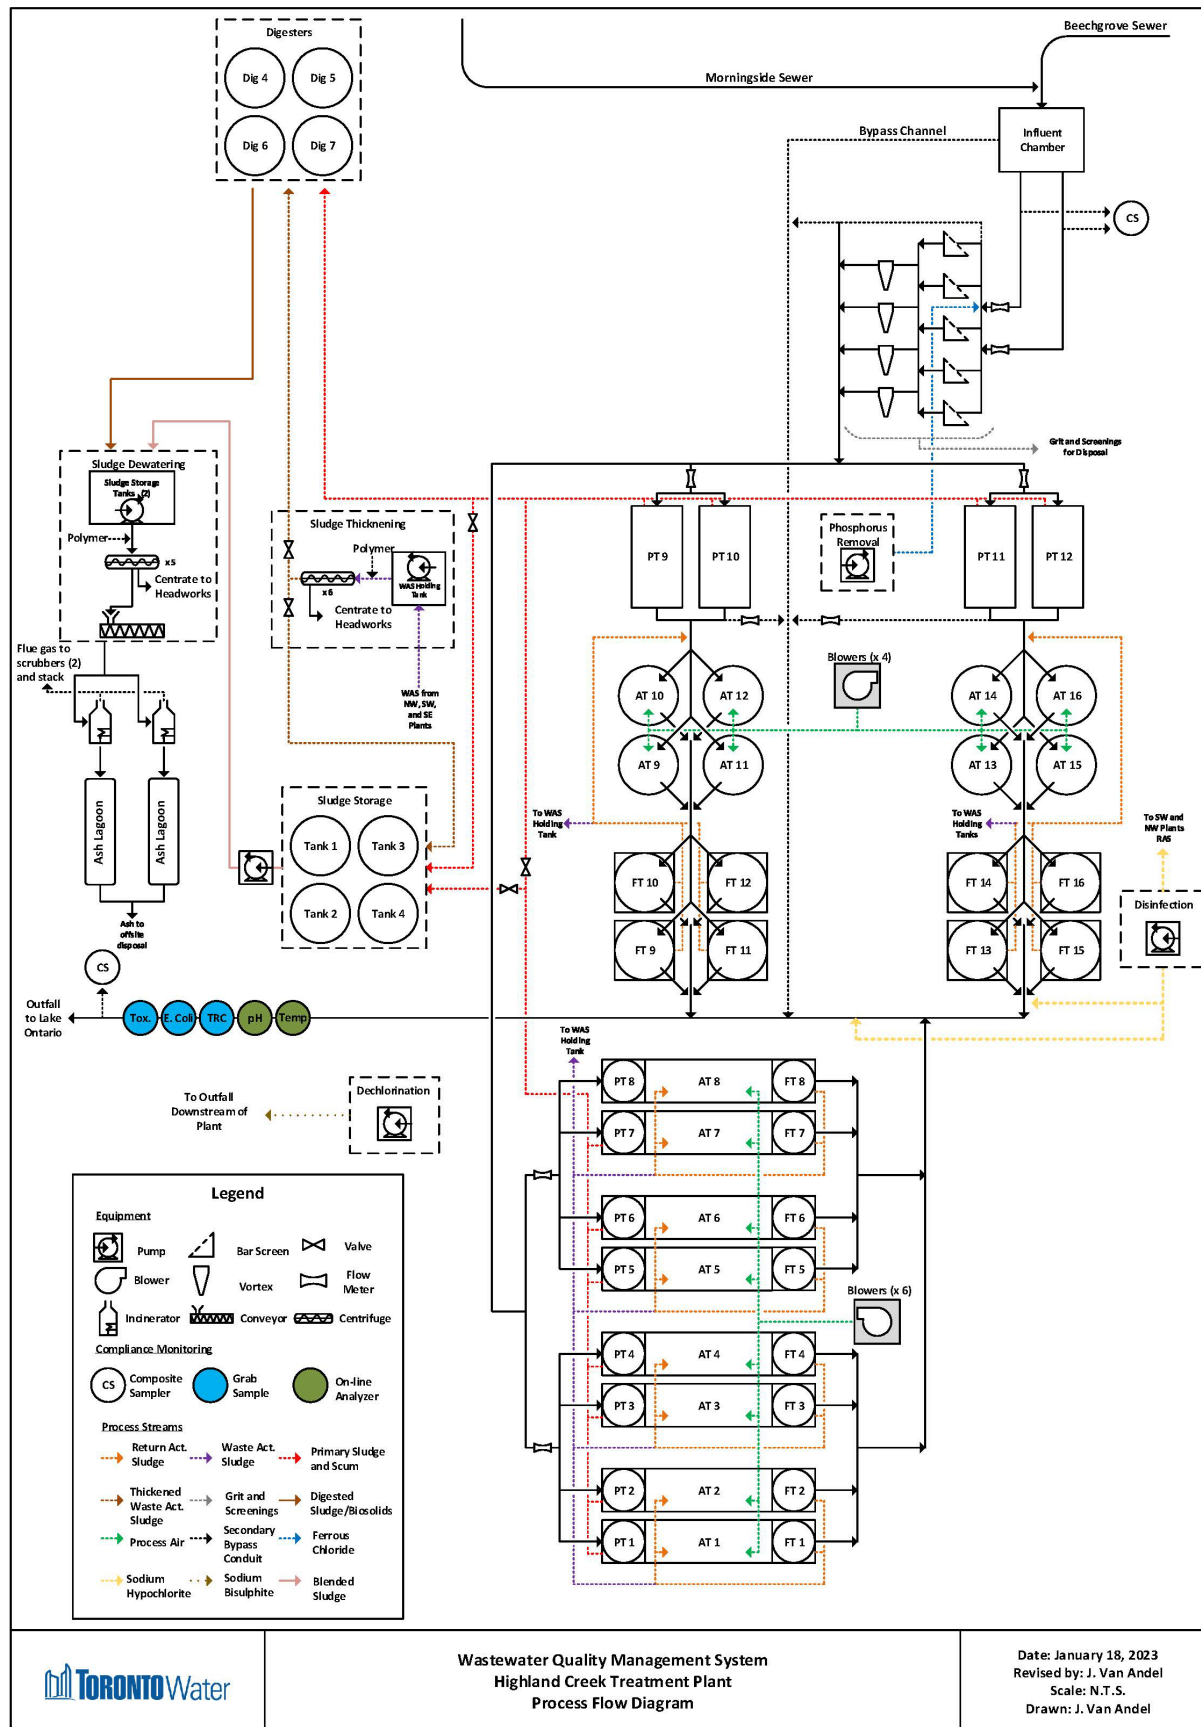 Digesters
Dig 4
Dig 5
Dig 6
Dig 7
Beechgrove Sewer
Morningside Sewer
Bypass Channel
Influent
Chamber
CS
Grit and Screenings
for Disposal
Sludge Dewatering
Sludge Storage
Tanks (2)
Polymer
x5
Centrate to
Headworks
Flue gas to
scrubbers (2)
and stack
Ash Lagoon
Ash Lagoon
Ash to
offsite
disposal
Sludge Thicknening
Polymer
WAS Holding
Tank
x 6
Centrate to
Headworks
WAS from
NW, SW,
and SE
Plants
PT 9
PT 10
Phosphorus
Removal
PT 11
PT 12
Blowers (x 4)
AT 10
AT 12
AT 9
AT 11
AT 14
AT 16
AT 13
AT 15
To WAS
Holding
Tank
To WAS
Holding
Tanks
To SW and
NW Plants
RAS
Sludge Storage
Tank 1
Tank 3
Tank 2
Tank 4
FT 10
FT 12
FT 9
FT 11
FT 14
FT 16
FT 13
FT 15
Disinfection
CS
Outfall
to Lake
Ontario
Tox.
E. Coli
TRC
pH
Temp
To WAS
Holding
Tank
To Outfall
Downstream of
Plant
Dechlorination
PT 8
AT 8
FT 8
PT 7
AT 7
FT 7
PT 6
AT 6
FT 6
PT 5
AT 5
FT 5
Blowers (x 6)
PT 4
AT 4
FT 4
PT 3
AT 3
FT 3
PT 2
AT 2
FT 2
PT 1
AT 1
FT 1
Legend
Equipment
Pump
Bar Screen
Valve
Blower
Vortex
Flow
Meter
Incinerator
Conveyor
Centrifuge
Compliance Monitoring
CS
Composite
Sampler
Grab
Sample
On-line
Analyzer
Process Streams
Return Act.
Sludge
Waste Act.
Sludge
Primary Sludge
and Scum
Thickened
Waste Act.
Sludge
Grit and
Screenings
Digested
Sludge/Biosolids
Process Air
Secondary
Bypass
Conduit
Ferrous
Chloride
Sodium
Hypochlorite
Sodium
Bisulphite
Blended
Sludge
TORONTO Water
Wastewater Quality Management System
Highland Creek Treatment Plant
Process Flow Diagram
Date: January 18, 2023
Revised by: J. Van Andel
Scale: N.T.S.
Drawn: J. Van Andel